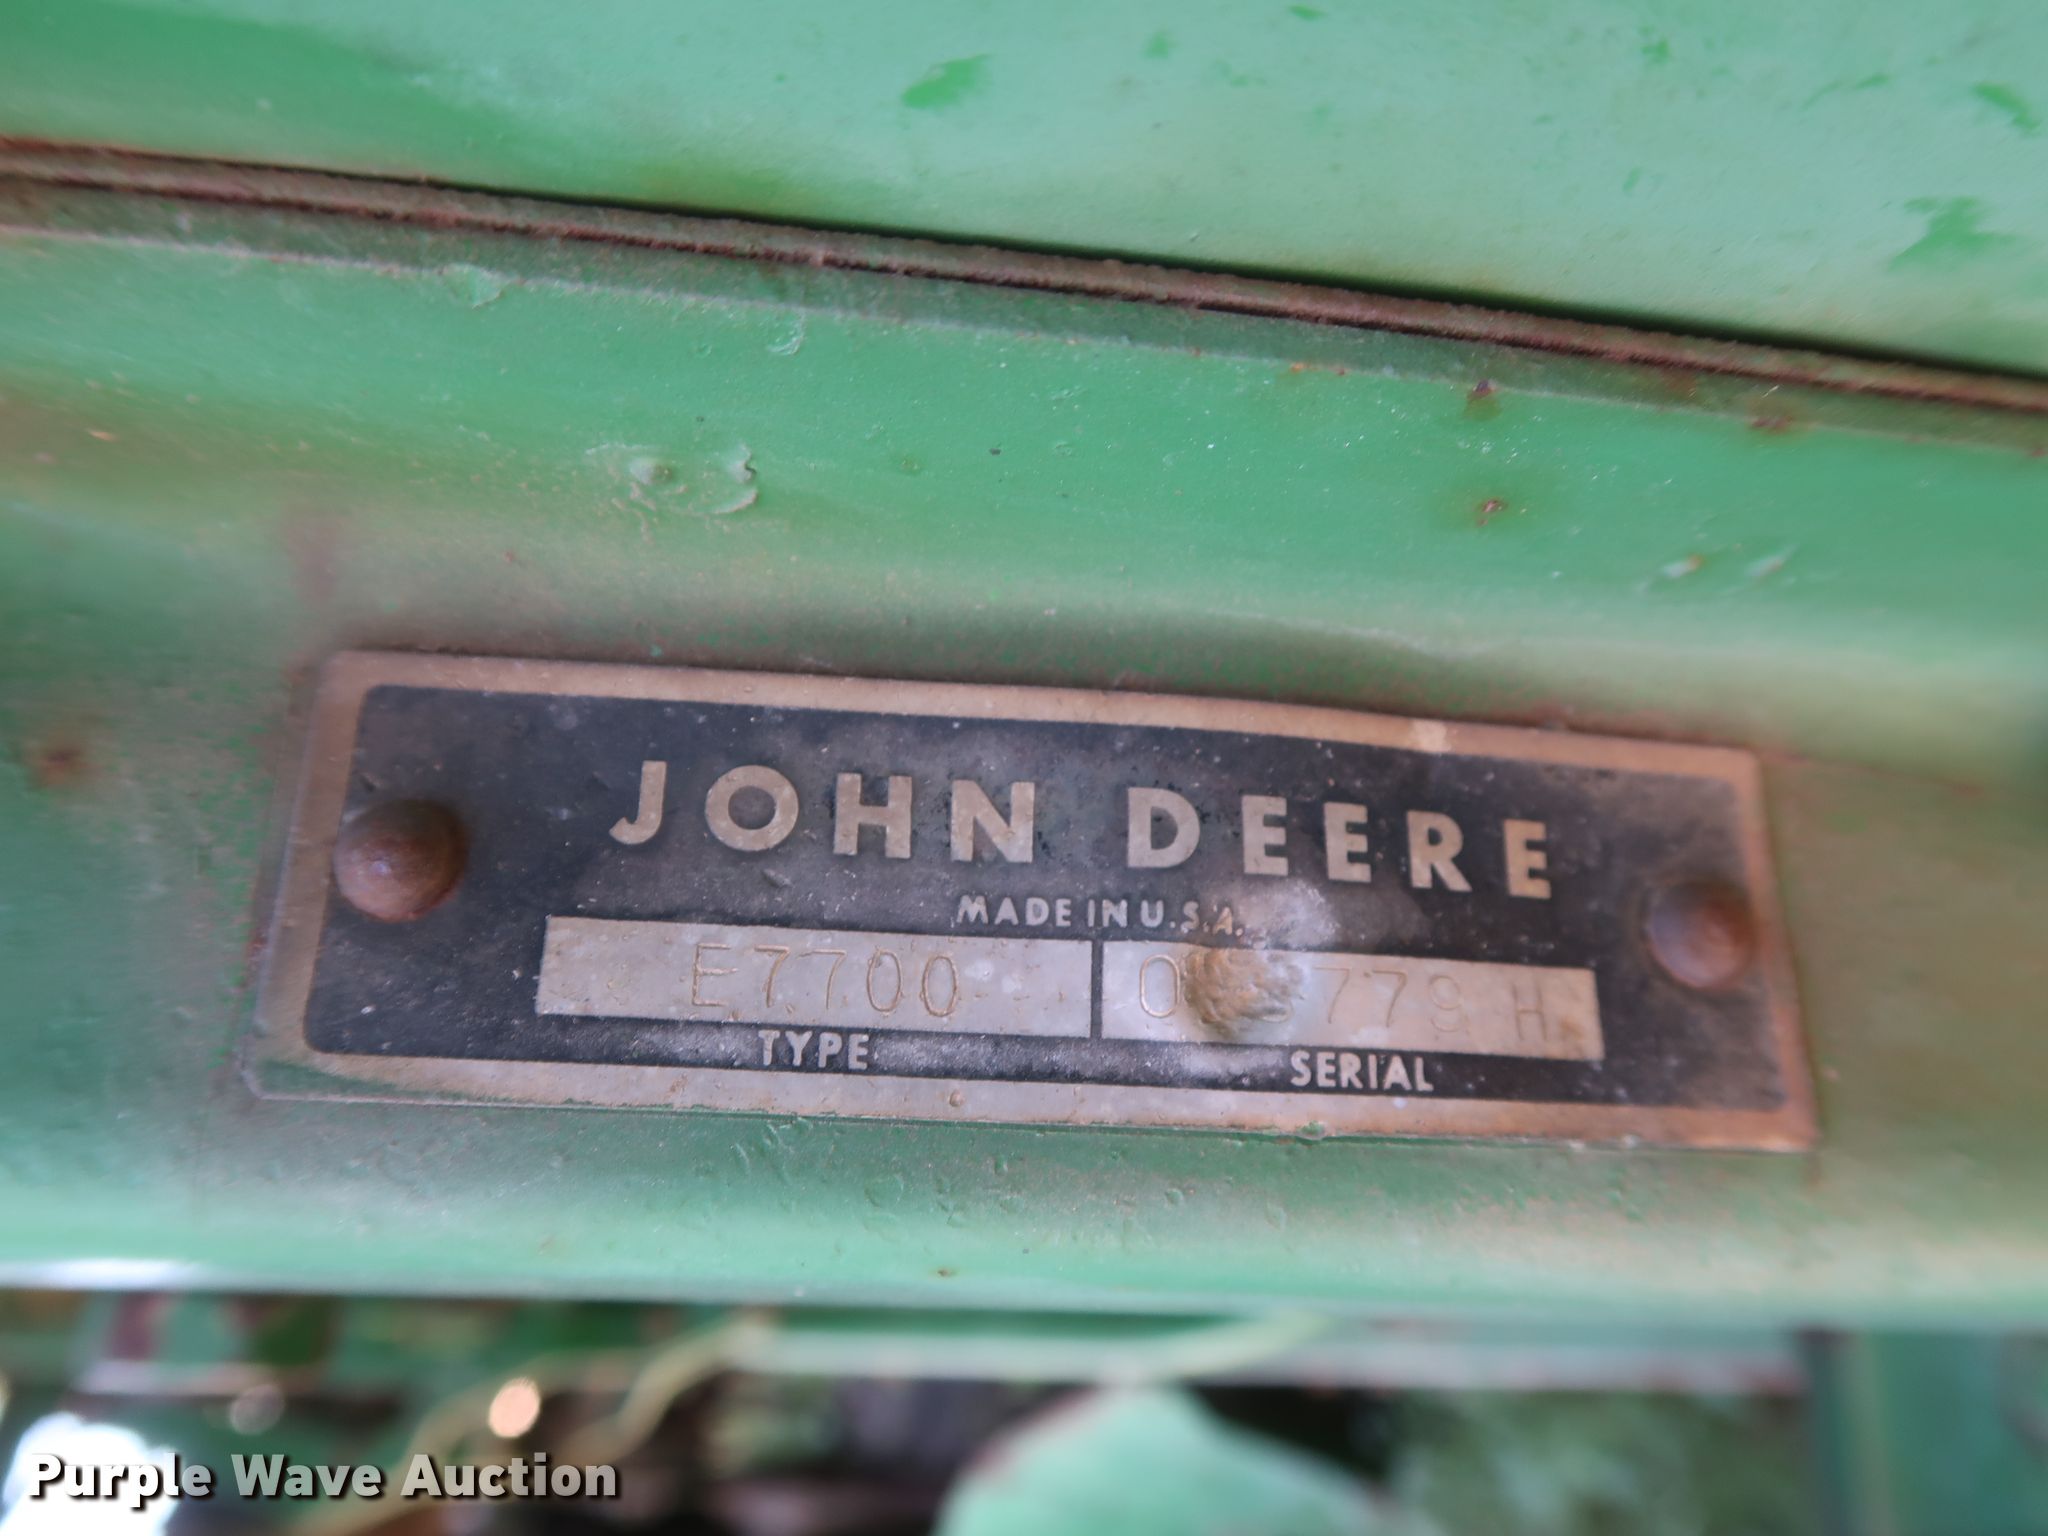 JOHN DEERE
MADE IN U.S.A.
E7700
TYPE SERIAL
Purple Wave Auction